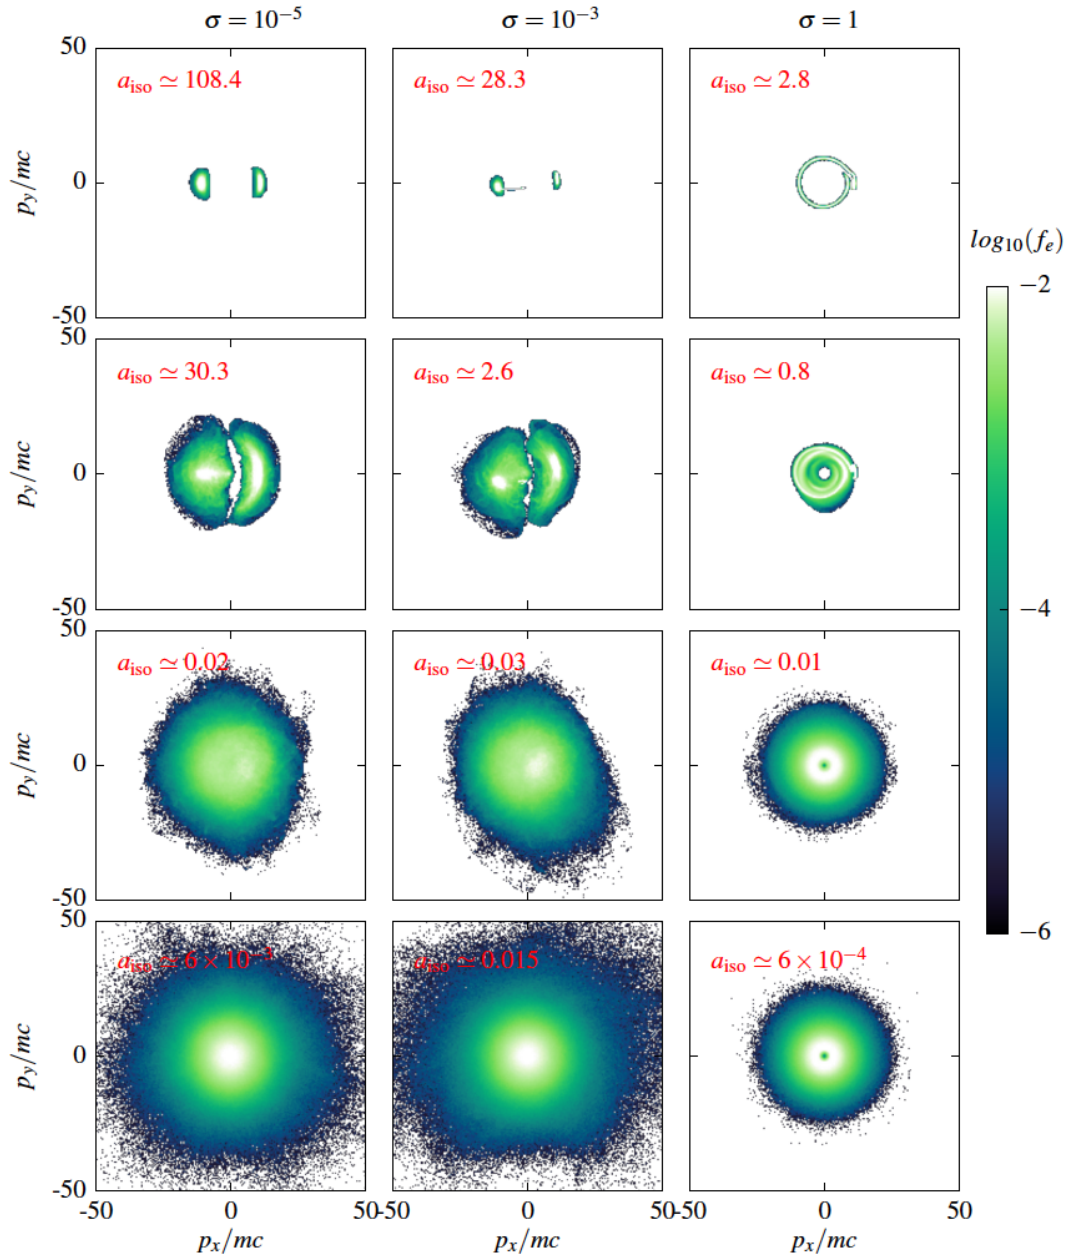 σ = 10⁻⁵ σ = 10⁻³ σ = 1
50
a_iso ≃ 108.4 a_iso ≃ 28.3 a_iso ≃ 2.8
p_y/mc 0
log₁₀(f_e)
-50
−2
50
a_iso ≃ 30.3 a_iso ≃ 2.6 a_iso ≃ 0.8
p_y/mc 0
-50
−4
50
a_iso ≃ 0.02 a_iso ≃ 0.03 a_iso ≃ 0.01
p_y/mc 0
-50
−6
50
a_iso ≃ 6 × 10⁻³ a_iso ≃ 0.015 a_iso ≃ 6 × 10⁻⁴
p_y/mc 0
-50
-50 0 50 -50 0 50 -50 0 50
p_x/mc p_x/mc p_x/mc